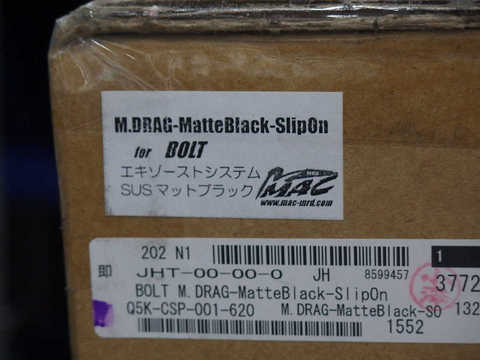 M.DRAG-MatteBlack-SlipOn
for BOLT
エキゾーストシステム
SUSマットブラック
MAC
www.mac-mrd.com
202 N1
1
即 JHT-00-00-0 JH 8599457
3772
BOLT M.DRAG-MatteBlack-SlipOn
Q5K-CSP-001-620 M.DRAG-MatteBlack-SO 132
1552